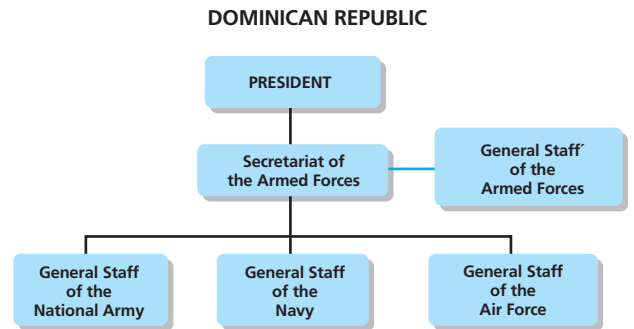 DOMINICAN REPUBLIC
PRESIDENT
Secretariat of
the Armed Forces
General Staff´
of the
Armed Forces
General Staff
of the
National Army
General Staff
of the
Navy
General Staff
of the
Air Force